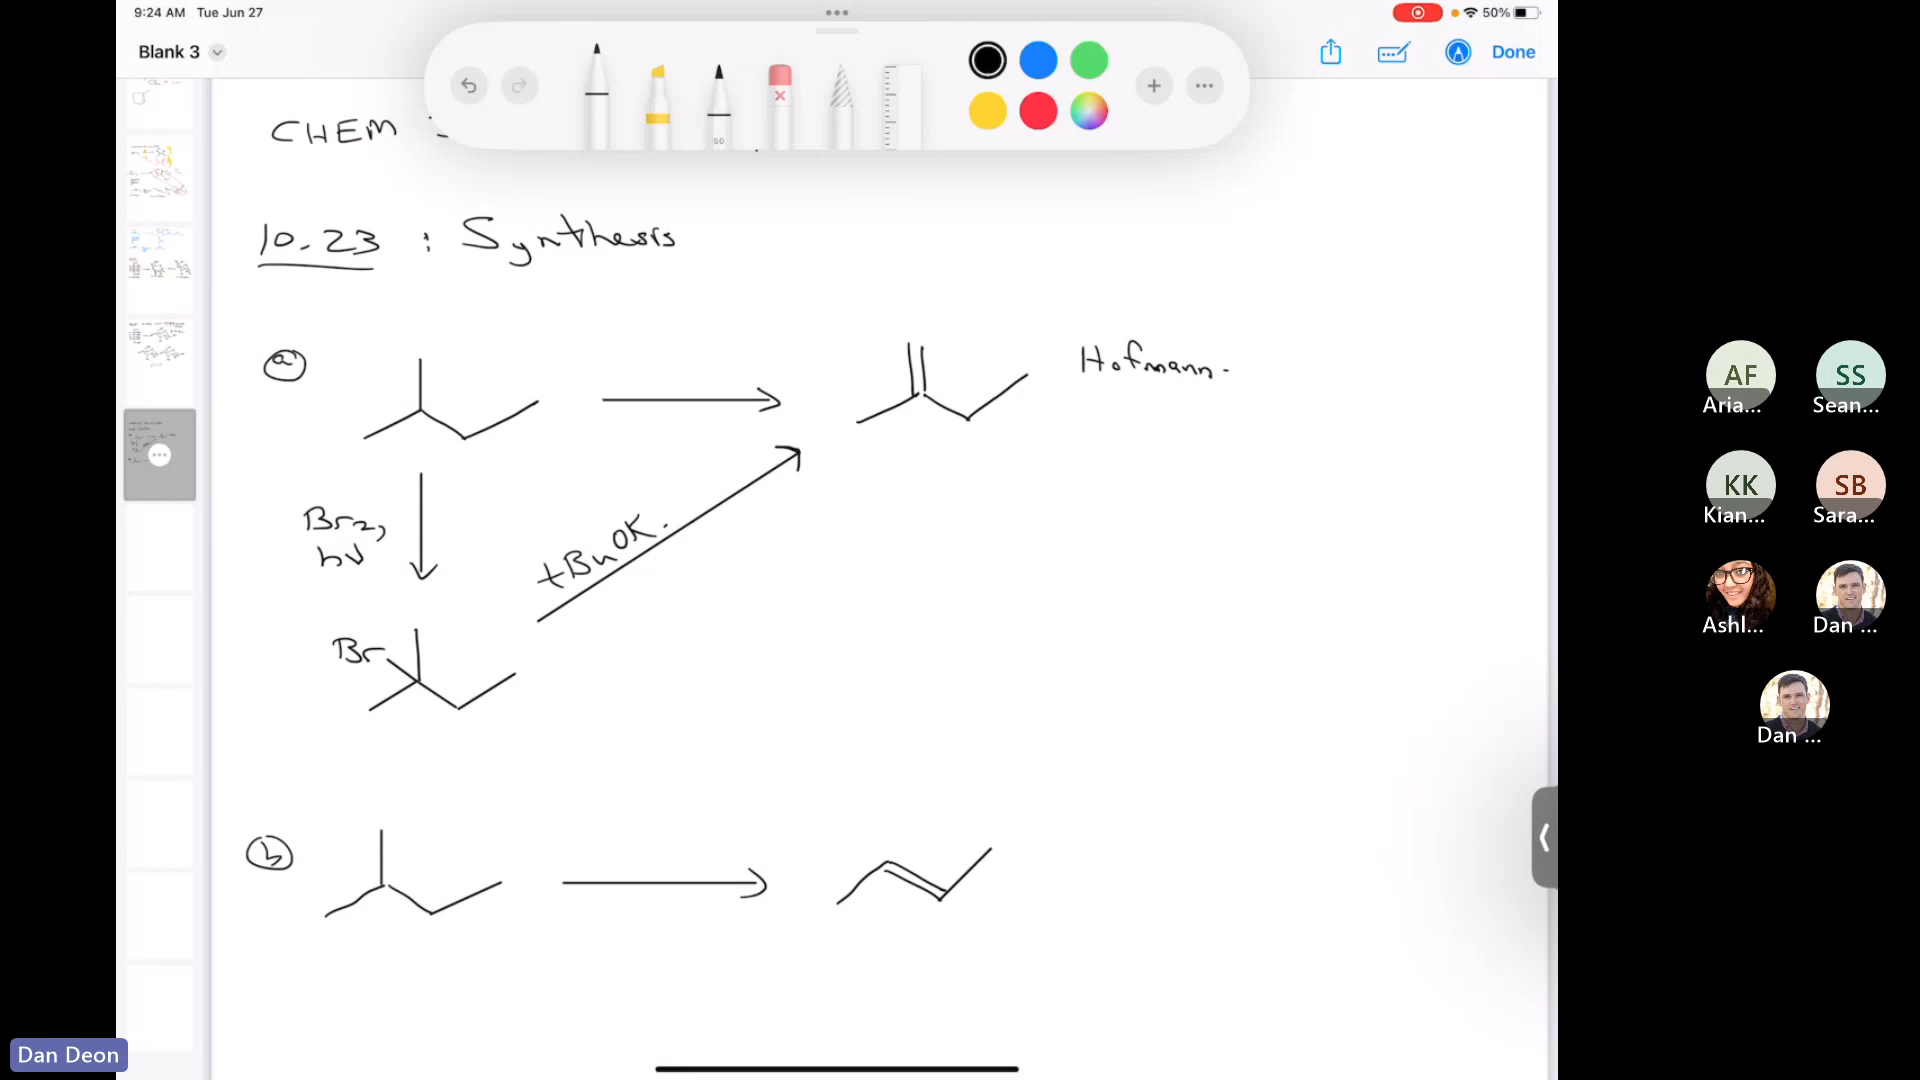 9:24 AM Tue Jun 27
50%
Blank 3
Done
50
CHEM
10.23 : Synthesis
a
Hofmann.
Br2,
hν
tBuOK.
Br
b
AF
Aria...
SS
Sean...
KK
Kian...
SB
Sara...
Ashl...
Dan ...
Dan ...
Dan Deon